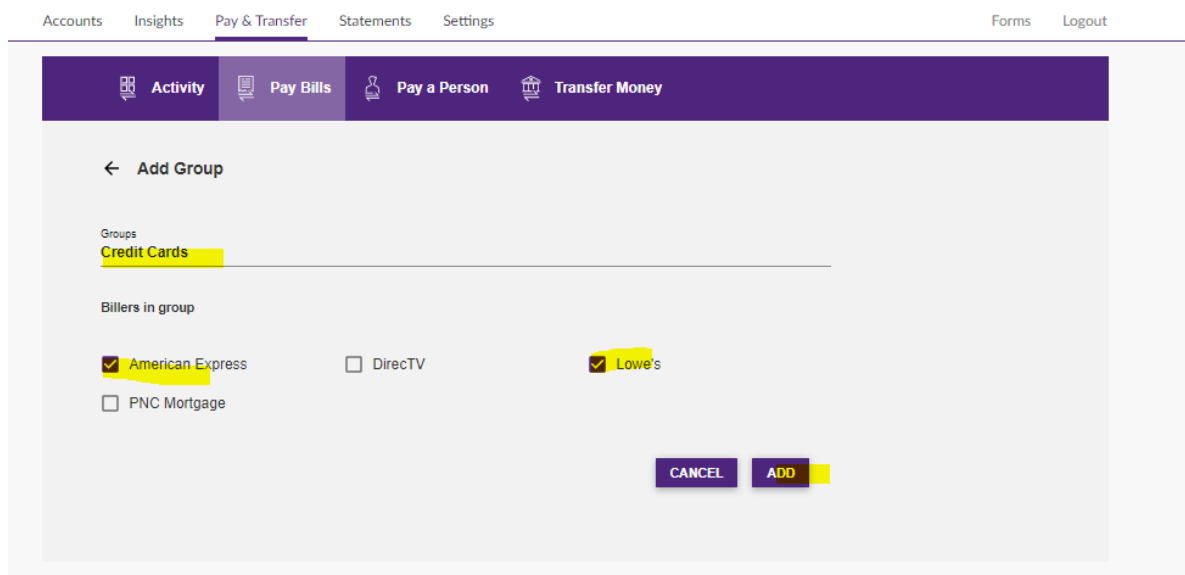 Accounts Insights Pay & Transfer Statements Settings Forms Logout
Activity Pay Bills Pay a Person Transfer Money
Add Group
Groups
Credit Cards
Billers in group
American Express DirecTV Lowe's
PNC Mortgage
CANCEL ADD